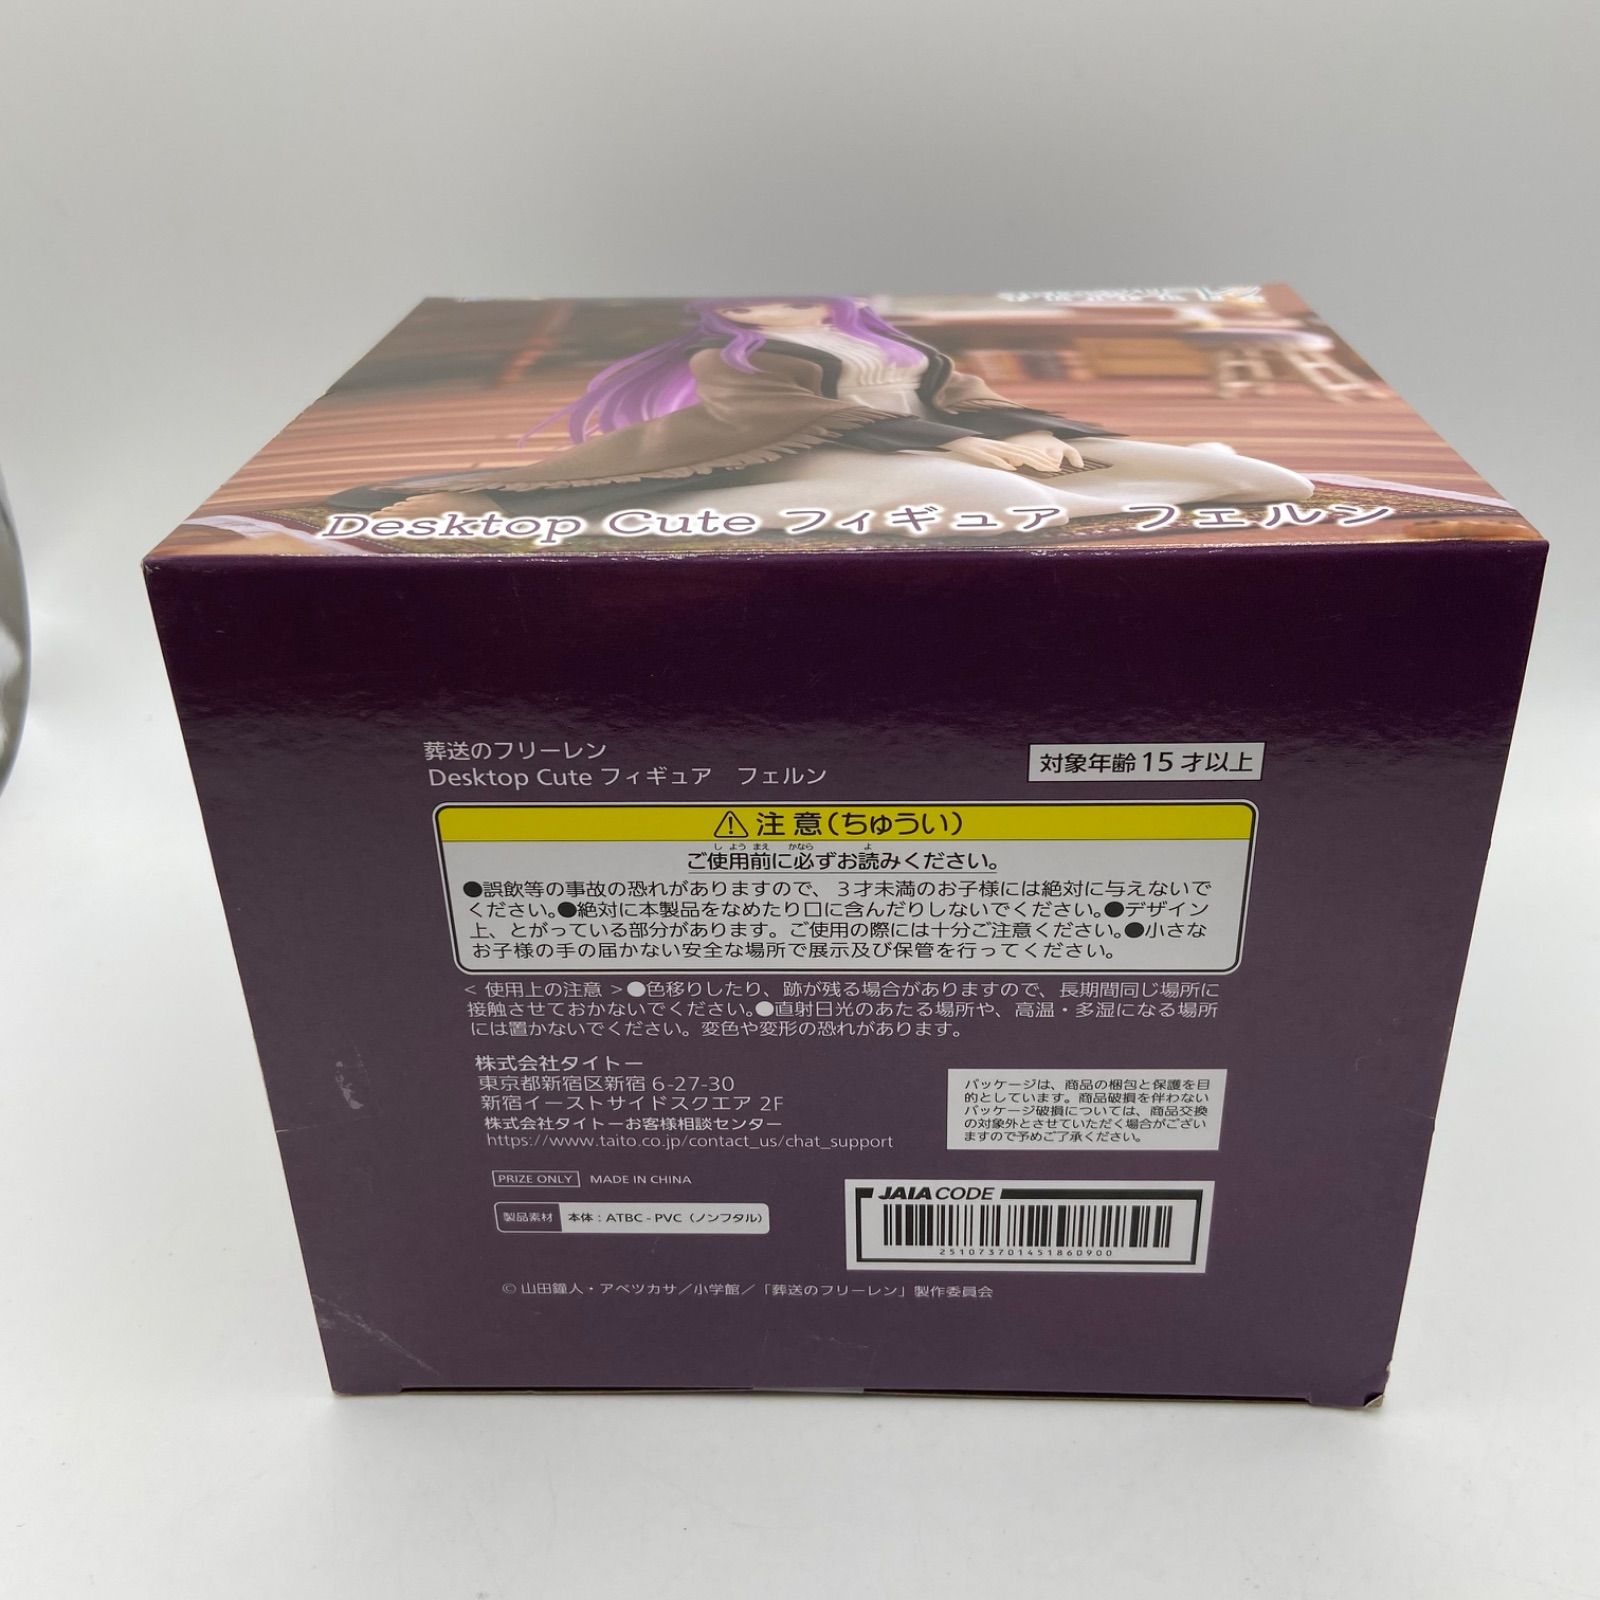 Desktop Cute フィギュア フェルン
葬送のフリーレン
Desktop Cute フィギュア フェルン
対象年齢15才以上
⚠注意(ちゅうい)
しようまえ かなら よ
ご使用前に必ずお読みください。
●誤飲等の事故の恐れがありますので、3才未満のお子様には絶対に与えないで
ください。●絶対に本製品をなめたり口に含んだりしないでください。●デザイン
上、とがっている部分があります。ご使用の際には十分ご注意ください。●小さな
お子様の手の届かない安全な場所で展示及び保管を行ってください。
<使用上の注意>●色移りしたり、跡が残る場合がありますので、長期間同じ場所に
接触させておかないでください。●直射日光のあたる場所や、高温・多湿になる場所
には置かないでください。変色や変形の恐れがあります。
株式会社タイトー
東京都新宿区新宿 6-27-30
新宿イーストサイドスクエア 2F
株式会社タイトーお客様相談センター
https://www.taito.co.jp/contact_us/chat_support
パッケージは、商品の梱包と保護を目
的としています。商品破損を伴わない
パッケージ破損については、商品交換
の対象外とさせていただく場合がござい
ますので予めご了承ください。
PRIZE ONLY MADE IN CHINA
製品素材 本体:ATBC-PVC(ノンフタル)
JAIA CODE
251073701451860900
©山田鐘人・アベツカサ/小学館/「葬送のフリーレン」製作委員会